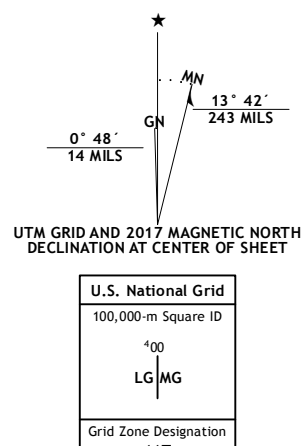 ★
MN
GN
13° 42´
243 MILS
0° 48´
14 MILS
UTM GRID AND 2017 MAGNETIC NORTH
DECLINATION AT CENTER OF SHEET
U.S. National Grid
100,000-m Square ID
⁴00
LG MG
Grid Zone Designation